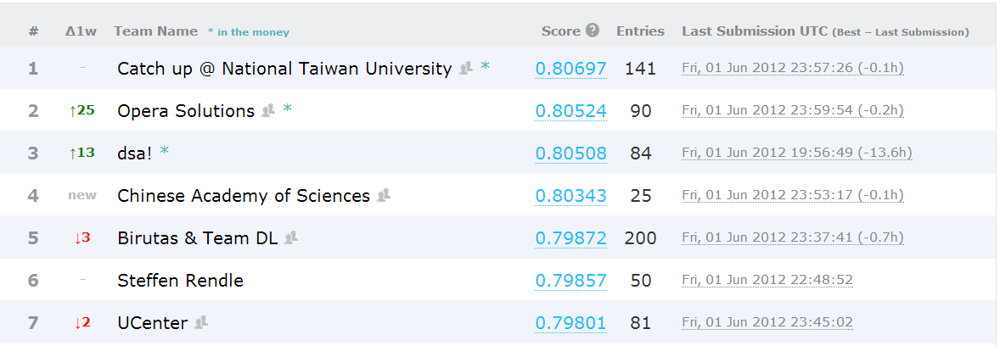 # Δ1w Team Name * in the money Score ? Entries Last Submission UTC (Best – Last Submission)
1 - Catch up @ National Taiwan University * 0.80697 141 Fri, 01 Jun 2012 23:57:26 (-0.1h)
2 ↑25 Opera Solutions * 0.80524 90 Fri, 01 Jun 2012 23:59:54 (-0.2h)
3 ↑13 dsa! * 0.80508 84 Fri, 01 Jun 2012 19:56:49 (-13.6h)
4 new Chinese Academy of Sciences 0.80343 25 Fri, 01 Jun 2012 23:53:17 (-0.1h)
5 ↓3 Birutas & Team DL 0.79872 200 Fri, 01 Jun 2012 23:37:41 (-0.7h)
6 - Steffen Rendle 0.79857 50 Fri, 01 Jun 2012 22:48:52
7 ↓2 UCenter 0.79801 81 Fri, 01 Jun 2012 23:45:02